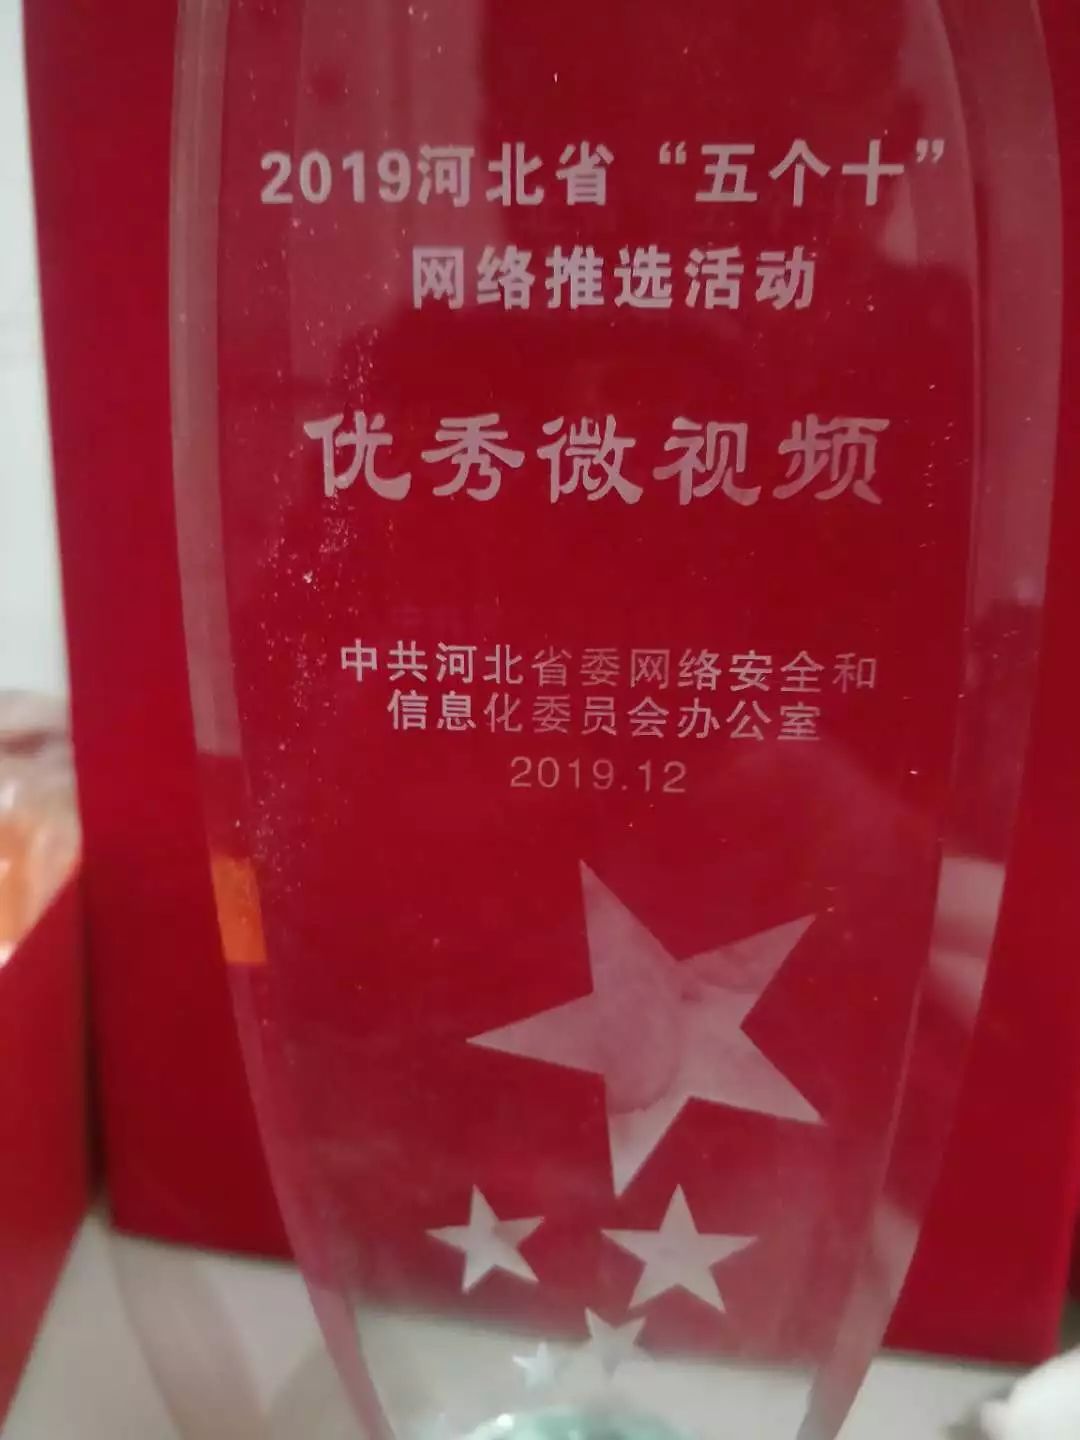 2019河北省“五个十”
网络推选活动
优秀微视频
中共河北省委网络安全和
信息化委员会办公室
2019.12